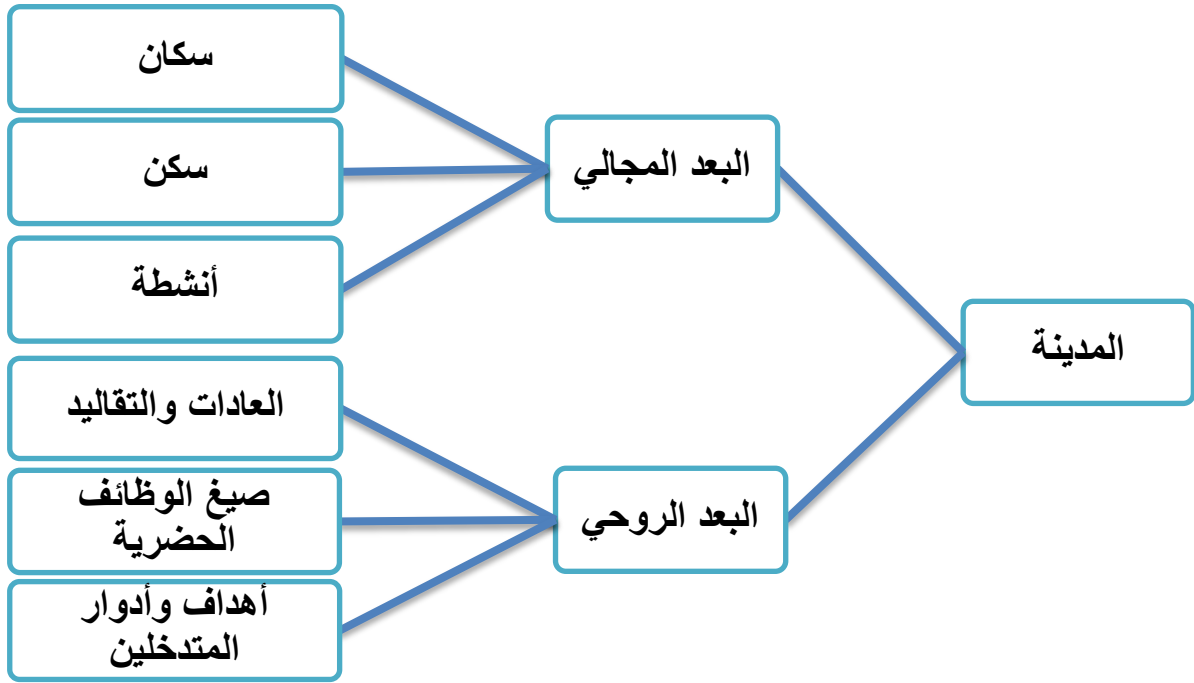 المدينة
البعد المجالي
سكان
سكن
أنشطة
البعد الروحي
العادات والتقاليد
صيغ الوظائف
الحضرية
أهداف وأدوار
المتدخلين